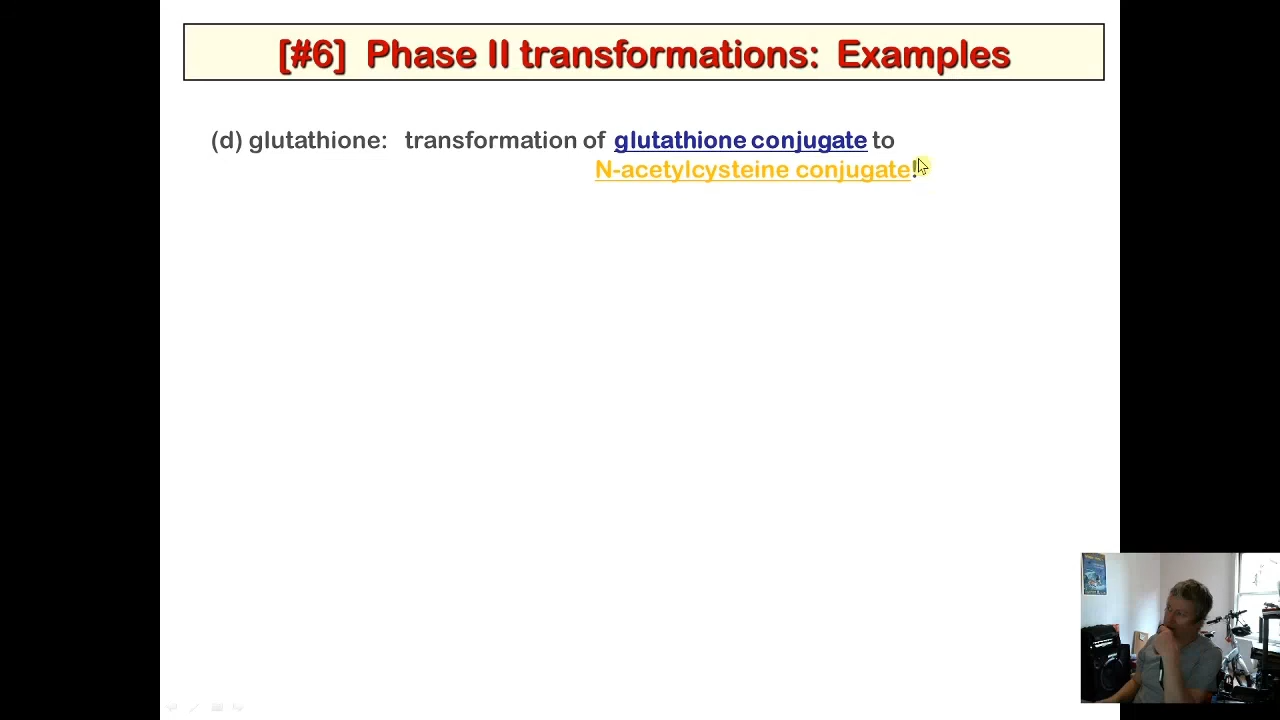 [#6] Phase II transformations: Examples
(d) glutathione: transformation of glutathione conjugate to
N-acetylcysteine conjugate!